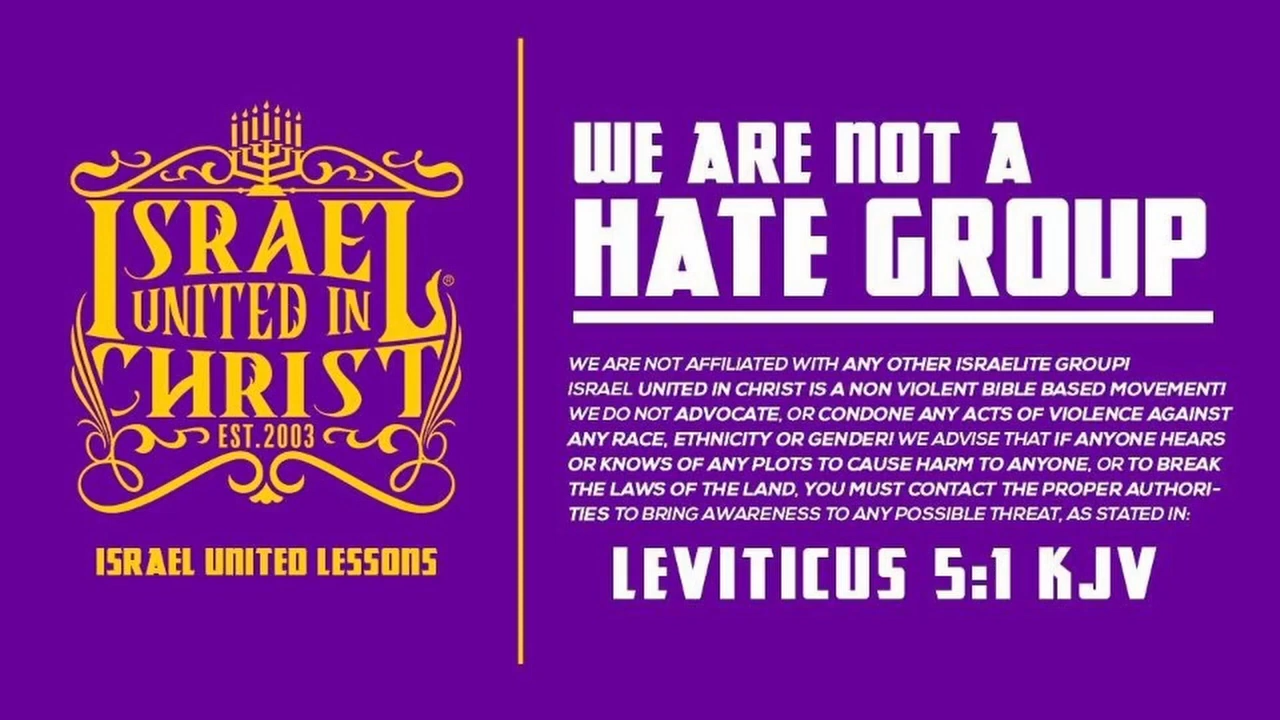 ISRAEL
UNITED IN
CHRIST
®
EST.2003
ISRAEL UNITED LESSONS
WE ARE NOT A
HATE GROUP
WE ARE NOT AFFILIATED WITH ANY OTHER ISRAELITE GROUP!
ISRAEL UNITED IN CHRIST IS A NON VIOLENT BIBLE BASED MOVEMENT!
WE DO NOT ADVOCATE, OR CONDONE ANY ACTS OF VIOLENCE AGAINST
ANY RACE, ETHNICITY OR GENDER! WE ADVISE THAT IF ANYONE HEARS
OR KNOWS OF ANY PLOTS TO CAUSE HARM TO ANYONE, OR TO BREAK
THE LAWS OF THE LAND, YOU MUST CONTACT THE PROPER AUTHORI-
TIES TO BRING AWARENESS TO ANY POSSIBLE THREAT, AS STATED IN:
LEVITICUS 5:1 KJV